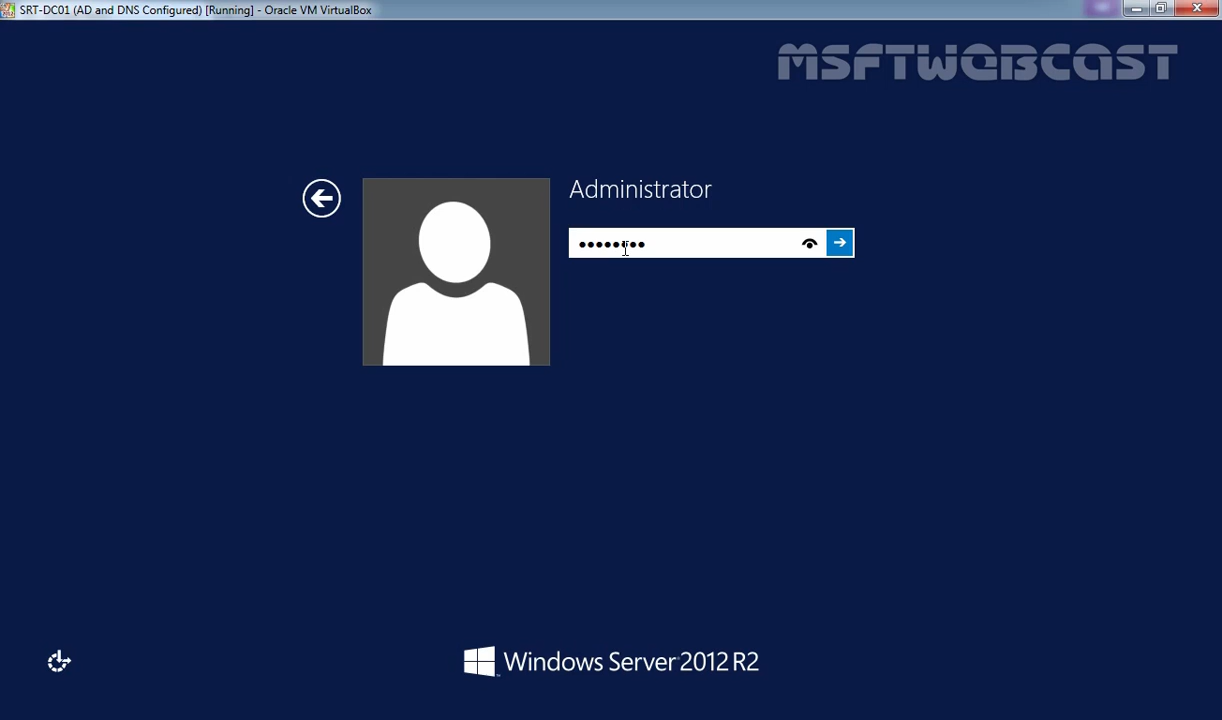 SRT-DC01 (AD and DNS Configured) [Running] - Oracle VM VirtualBox
MSFTWEBCAST
Administrator
Windows Server 2012 R2